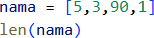 nama = [5,3,90,1]
len(nama)